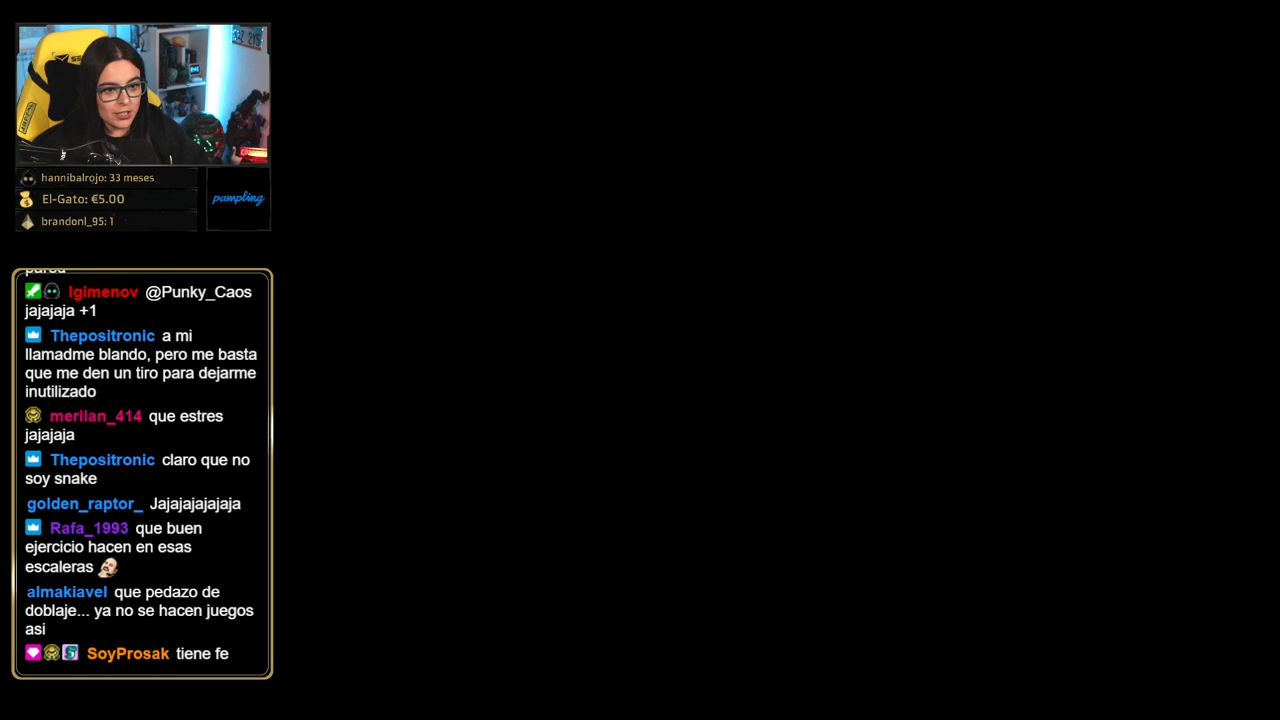 hannibalrojo: 33 meses
El-Gato: €5.00
brandonl_95: 1
pampling
Igimenov @Punky_Caos
jajajaja +1
Thepositronic a mi
llamadme blando, pero me basta
que me den un tiro para dejarme
inutilizado
merilan_414 que estres
jajajaja
Thepositronic claro que no
soy snake
golden_raptor_ Jajajajajajaja
Rafa_1993 que buen
ejercicio hacen en esas
escaleras
almakiavel que pedazo de
doblaje... ya no se hacen juegos
asi
SoyProsak tiene fe